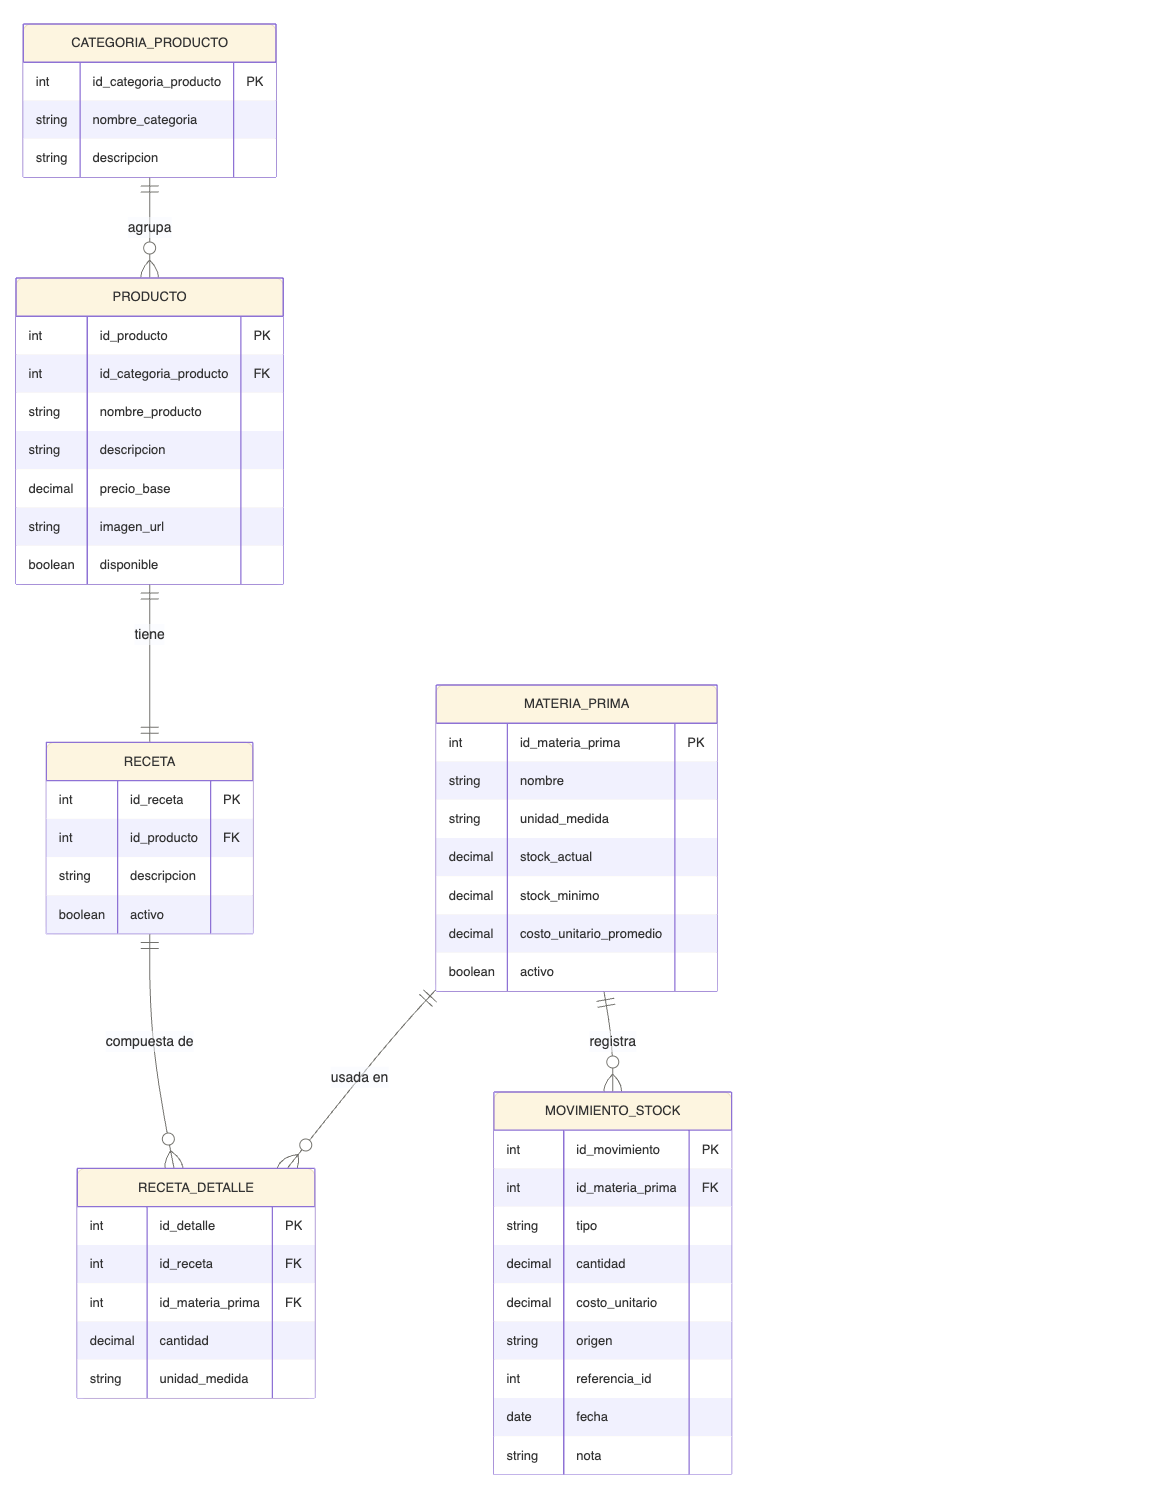 CATEGORIA_PRODUCTO
int id_categoria_producto PK
string nombre_categoria
string descripcion
agrupa
PRODUCTO
int id_producto PK
int id_categoria_producto FK
string nombre_producto
string descripcion
decimal precio_base
string imagen_url
boolean disponible
tiene
RECETA
int id_receta PK
int id_producto FK
string descripcion
boolean activo
MATERIA_PRIMA
int id_materia_prima PK
string nombre
string unidad_medida
decimal stock_actual
decimal stock_minimo
decimal costo_unitario_promedio
boolean activo
compuesta de
usada en
registra
RECETA_DETALLE
int id_detalle PK
int id_receta FK
int id_materia_prima FK
decimal cantidad
string unidad_medida
MOVIMIENTO_STOCK
int id_movimiento PK
int id_materia_prima FK
string tipo
decimal cantidad
decimal costo_unitario
string origen
int referencia_id
date fecha
string nota